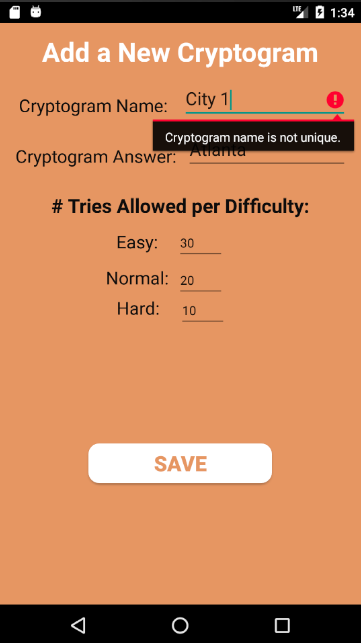 LTE 1:34
Add a New Cryptogram
Cryptogram Name: City 1
Cryptogram name is not unique.
Cryptogram Answer: Atlanta
# Tries Allowed per Difficulty:
Easy: 30
Normal: 20
Hard: 10
SAVE